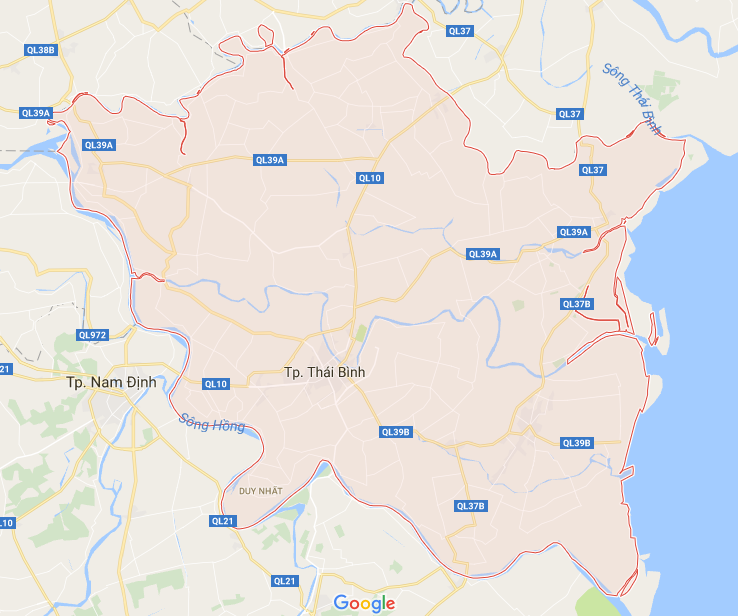 QL37
QL38B
Sông Thái Bình
QL39A
QL37
QL39A
QL39A
QL37
QL10
QL39A
QL39A
QL37B
QL972
21
Tp. Thái Bình
Tp. Nam Định
QL10
Sông Hồng
QL39B
QL39B
DUY NHẤT
QL37B
QL21
L10
QL21
Google